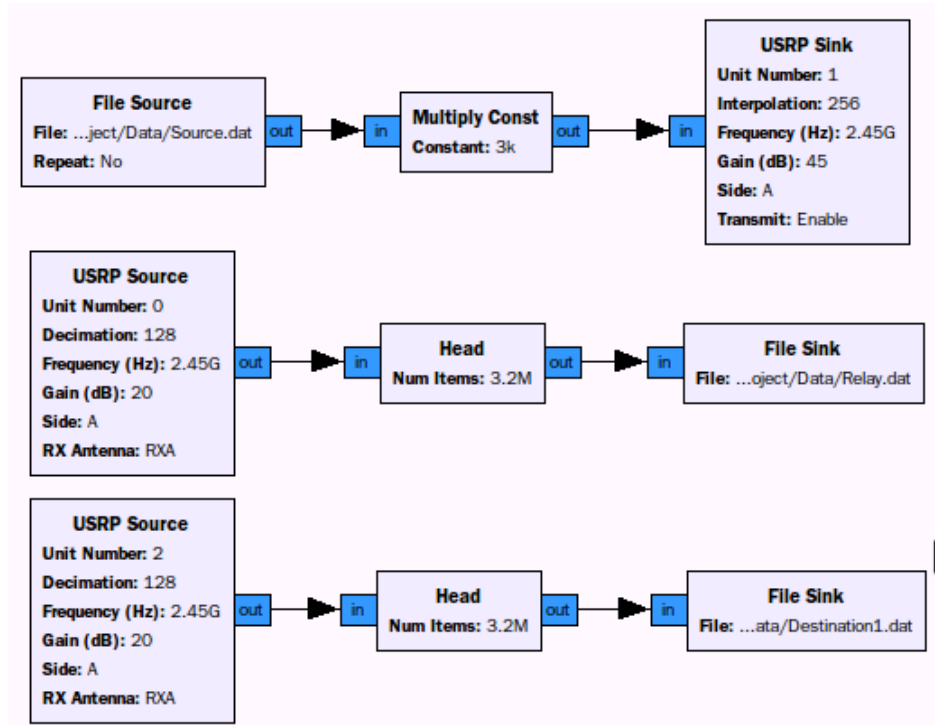 File Source
File: ...ject/Data/Source.dat
Repeat: No
out
in
Multiply Const
Constant: 3k
out
in
USRP Sink
Unit Number: 1
Interpolation: 256
Frequency (Hz): 2.45G
Gain (dB): 45
Side: A
Transmit: Enable
USRP Source
Unit Number: 0
Decimation: 128
Frequency (Hz): 2.45G
Gain (dB): 20
Side: A
RX Antenna: RXA
out
in
Head
Num Items: 3.2M
out
in
File Sink
File: ...oject/Data/Relay.dat
USRP Source
Unit Number: 2
Decimation: 128
Frequency (Hz): 2.45G
Gain (dB): 20
Side: A
RX Antenna: RXA
out
in
Head
Num Items: 3.2M
out
in
File Sink
File: ...ata/Destination1.dat